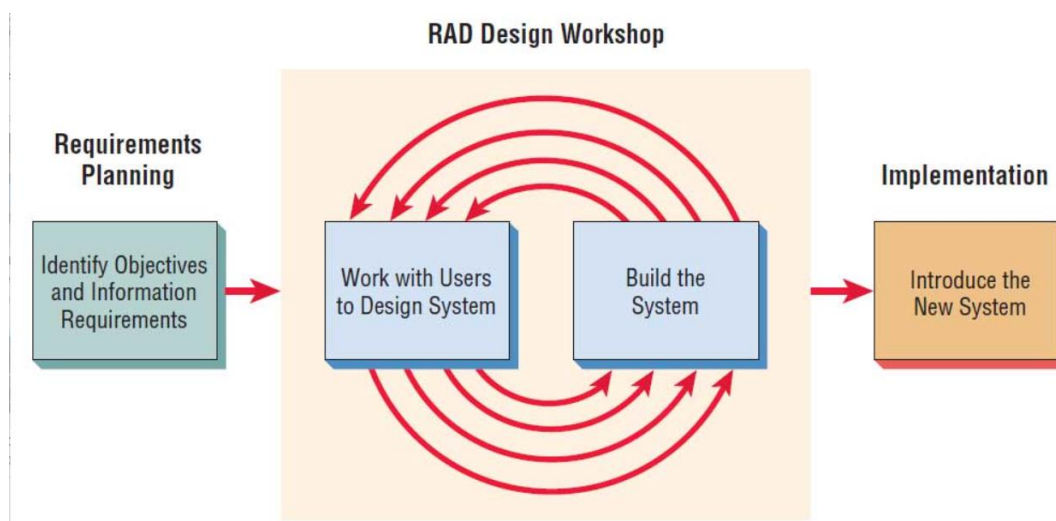 RAD Design Workshop
Requirements
Planning
Identify Objectives
and Information
Requirements
Work with Users
to Design System
Build the
System
Implementation
Introduce the
New System